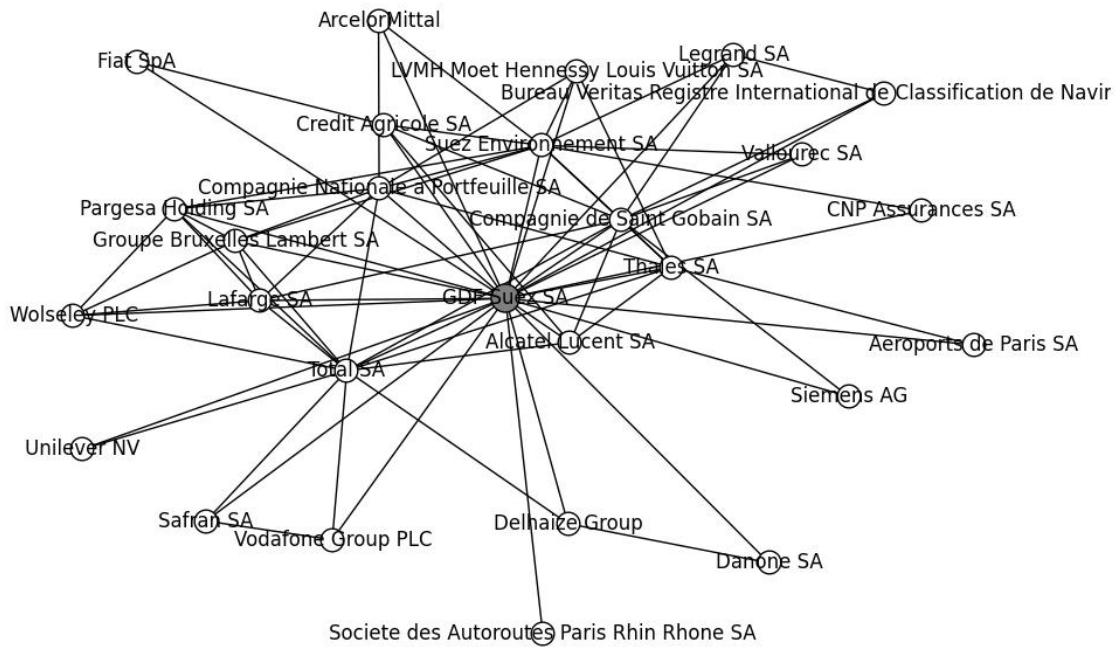 ArcelorMittal
Fiat SpA
Legrand SA
LVMH Moet Hennessy Louis Vuitton SA
Bureau Veritas Registre International de Classification de Navir
Credit Agricole SA
Suez Environnement SA
Vallourec SA
Compagnie Nationale a Portfeuille SA
Pargesa Holding SA
Compagnie de Saint Gobain SA
CNP Assurances SA
Groupe Bruxelles Lambert SA
Thales SA
Lafarge SA
GDF Suez SA
Wolseley PLC
Alcatel Lucent SA
Aeroports de Paris SA
Total SA
Siemens AG
Unilever NV
Safran SA
Delhaize Group
Vodafone Group PLC
Danone SA
Societe des Autoroutes Paris Rhin Rhone SA